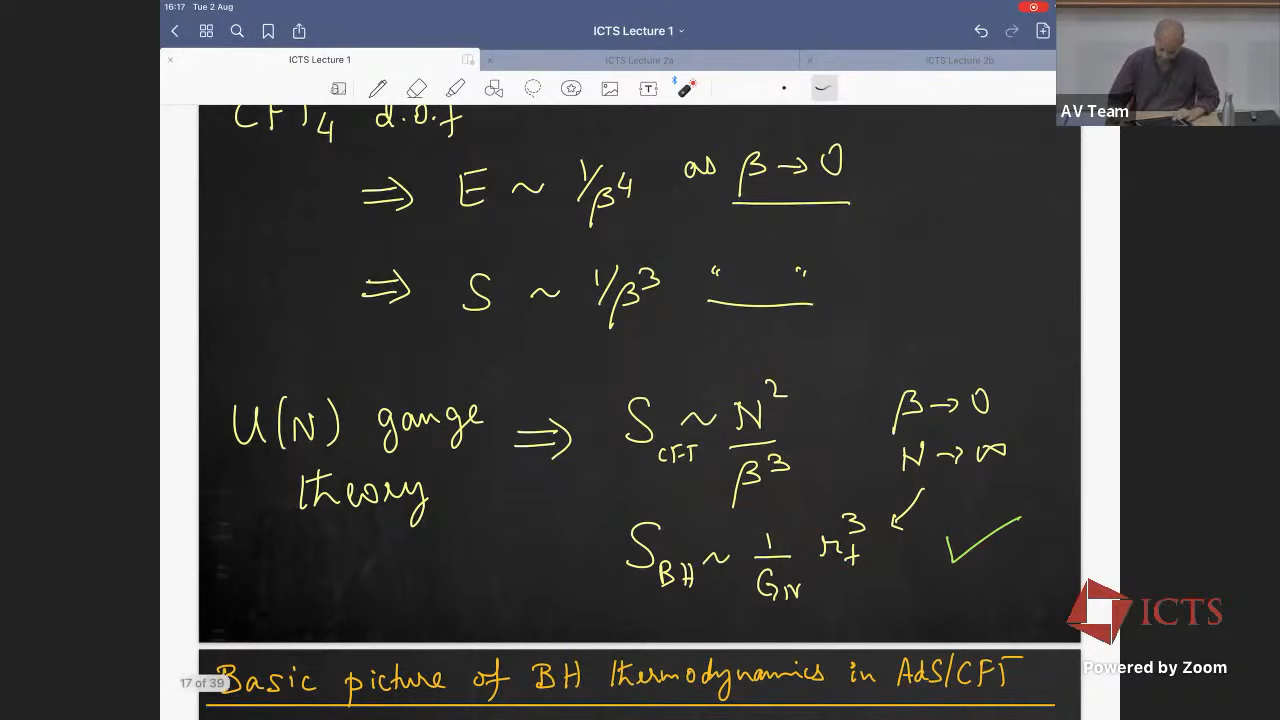 16:17 Tue 2 Aug
ICTS Lecture 1
ICTS Lecture 1
ICTS Lecture 2a
ICTS Lecture 2b
AV Team
CFT₄ d.o.f
⇒ E ~ 1/β⁴ as β → 0
⇒ S ~ 1/β³ " "
U(N) gauge theory ⇒ S_CFT ~ N²/β³ β → 0 N → ∞
S_BH ~ 1/G_N r₊³ ✓
ICTS
Powered by Zoom
17 of 39
Basic picture of BH thermodynamics in AdS/CFT